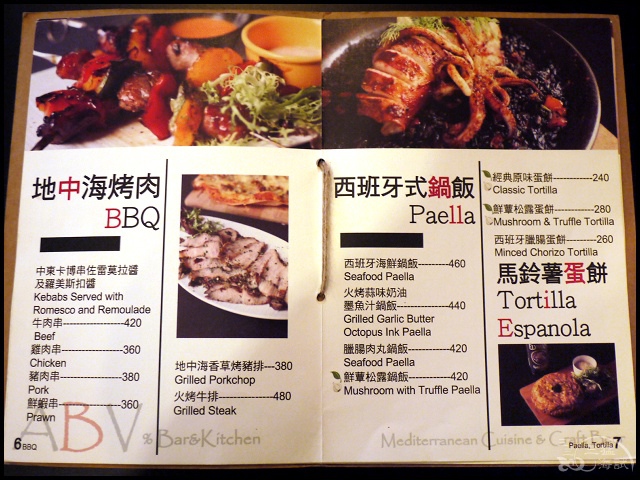 地中海烤肉
BBQ
中東卡博串佐雷莫拉醬
及羅美斯扣醬
Kebabs Served with
Romesco and Remoulade
牛肉串--------------------420
Beef
雞肉串-------------------360
Chicken
豬肉串-------------------380
Pork
鮮蝦串-------------------360
Prawn
地中海香草烤豬排---380
Grilled Porkchop
火烤牛排---------------480
Grilled Steak
ABV
% Bar&Kitchen
6 BBQ
西班牙式鍋飯
Paella
西班牙海鮮鍋飯---------460
Seafood Paella
火烤蒜味奶油
墨魚汁鍋飯---------------440
Grilled Garlic Butter
Octopus Ink Paella
臘腸肉丸鍋飯------------420
Seafood Paella
鮮蕈松露鍋飯------------420
Mushroom with Truffle Paella
經典原味蛋餅------------240
Classic Tortilla
鮮蕈松露蛋餅------------280
Mushroom & Truffle Tortilla
西班牙臘腸蛋餅---------260
Minced Chorizo Tortilla
馬鈴薯蛋餅
Tortilla
Espanola
Mediterranean Cuisine & Craft
Paella, Tortilla 7